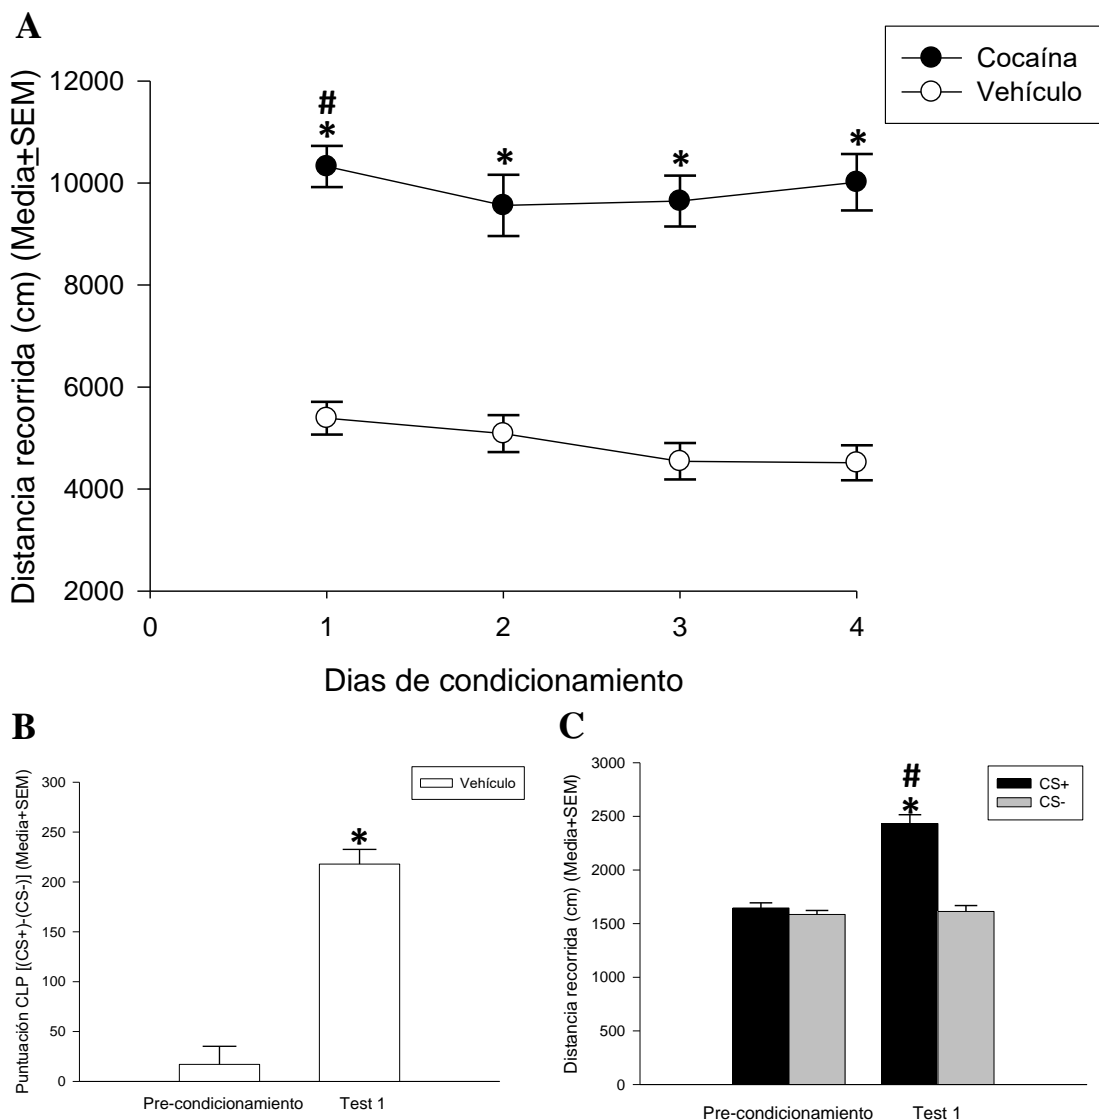 A
Cocaína
Vehículo
Distancia recorrida (cm) (Media±SEM)
12000
10000
8000
6000
4000
2000
#
*
*
*
*
0
1
2
3
4
Dias de condicionamiento
B
Vehículo
Puntuación CLP [(CS+)-(CS-)] (Media+SEM)
300
250
200
150
100
50
0
*
Pre-condicionamiento
Test 1
C
CS+
CS-
Distancia recorrida (cm) (Media+SEM)
3000
2500
2000
1500
1000
500
0
#
*
Pre-condicionamiento
Test 1